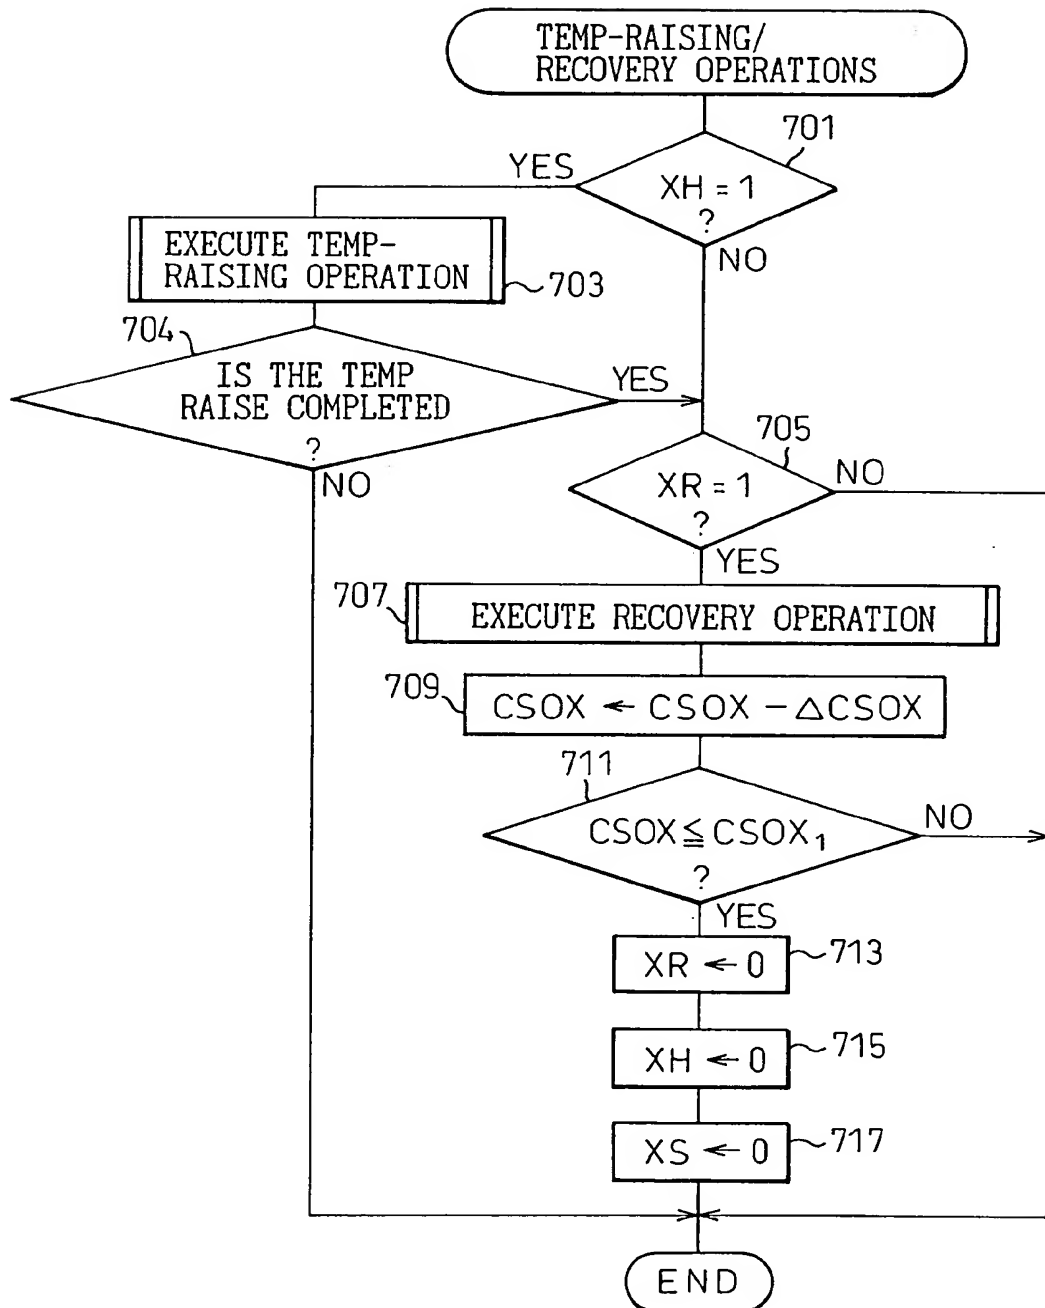 TEMP-RAISING/
RECOVERY OPERATIONS
701
YES
XH = 1
?
NO
EXECUTE TEMP-
RAISING OPERATION
703
704
IS THE TEMP
RAISE COMPLETED
?
YES
NO
705
XR = 1
?
NO
YES
707
EXECUTE RECOVERY OPERATION
709
CSOX ← CSOX – △CSOX
711
CSOX ≦ CSOX₁
?
NO
YES
XR ← 0
713
XH ← 0
715
XS ← 0
717
END